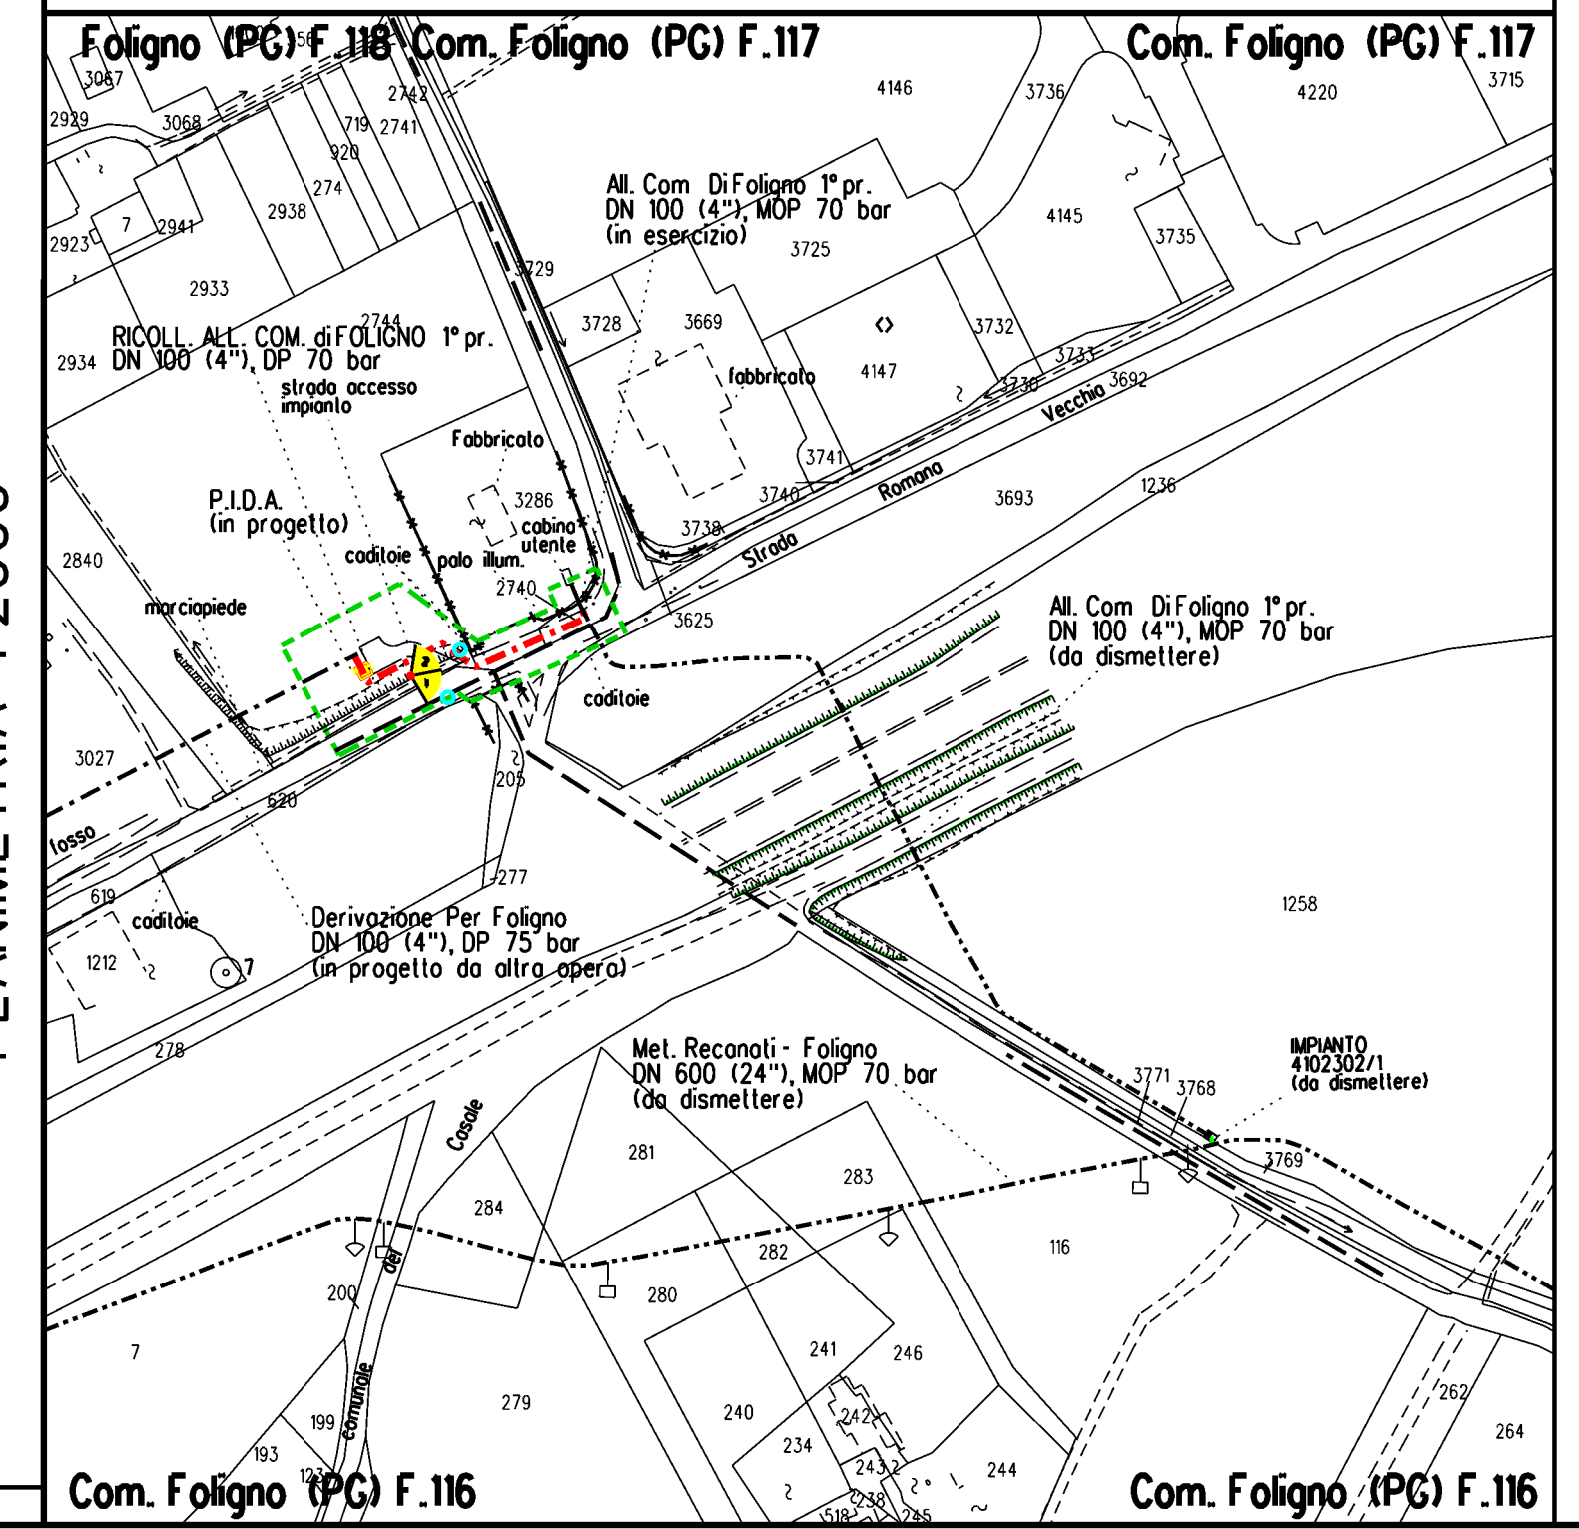 Foligno (PG) F.118
Com. Foligno (PG) F.117
Com. Foligno (PG) F.117
3067
2742
4146
3736
4220
3715
2929
3068
719
2741
920
274
2938
7
2941
2923
2933
All. Com Di Foligno 1° pr.
DN 100 (4"), MOP 70 bar
(in esercizio)
4145
3735
3725
3729
2744
3728
3669
3732
RICOLL. ALL. COM. di FOLIGNO 1° pr.
DN 100 (4"), DP 70 bar
2934
strada accesso
impianto
fabbricato
4147
3733
3730
3692
Vecchia
Fabbricato
3741
Romana
3740
3693
1236
P.I.D.A.
(in progetto)
3286
cabina
utente
3738
Strada
caditoie
palo illum.
2840
2740
marciapiede
3625
All. Com Di Foligno 1° pr.
DN 100 (4"), MOP 70 bar
(da dismettere)
caditoie
3027
205
620
fosso
277
619
caditoie
1258
Derivazione Per Foligno
DN 100 (4"), DP 75 bar
(in progetto da altra opera)
1212
7
278
Met. Recanati - Foligno
DN 600 (24"), MOP 70 bar
(da dismettere)
IMPIANTO
4102302/1
(da dismettere)
3771
3768
Casale
281
3769
283
284
116
282
del
200
280
7
241
246
comunale
279
240
242
262
199
234
264
193
243
2
244
123
238
518
245
Com. Foligno (PG) F.116
Com. Foligno (PG) F.116